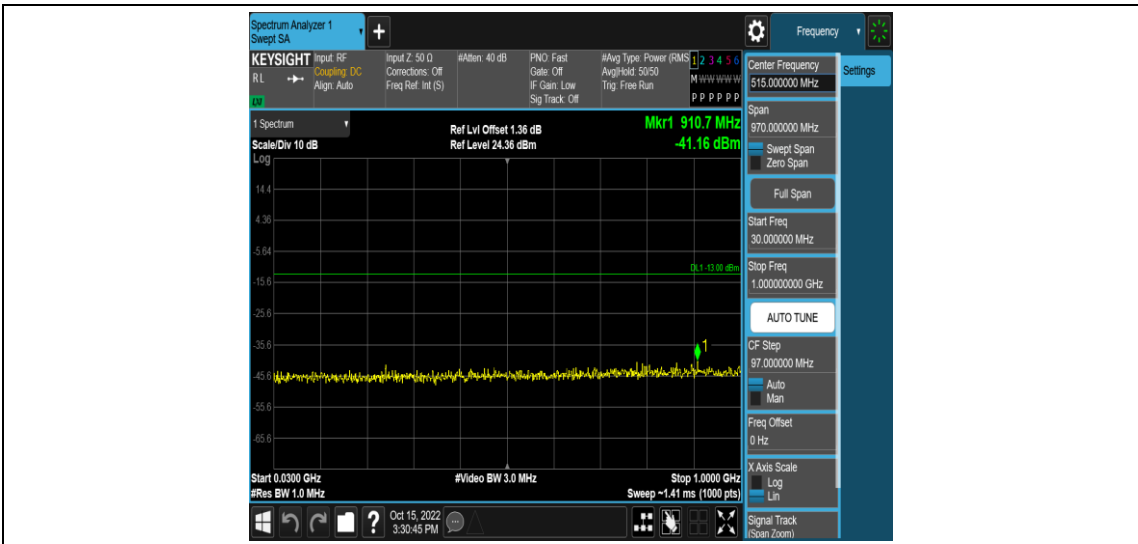 Spectrum Analyzer 1
Swept SA
+
Frequency
KEYSIGHT
RL
LXI
Input: RF
Coupling: DC
Align: Auto
Input Z: 50 Ω
Corrections: Off
Freq Ref: Int (S)
#Atten: 40 dB
PNO: Fast
Gate: Off
IF Gain: Low
Sig Track: Off
#Avg Type: Power (RMS
Avg|Hold: 50/50
Trig: Free Run
1 2 3 4 5 6
M W W W W W
P P P P P P
1 Spectrum
Scale/Div 10 dB
Log
Ref Lvl Offset 1.36 dB
Ref Level 24.36 dBm
Mkr1 910.7 MHz
-41.16 dBm
14.4
4.36
-5.64
DL1 -13.00 dBm
-15.6
-25.6
-35.6
1
-45.6
-55.6
-65.6
Start 0.0300 GHz
#Res BW 1.0 MHz
#Video BW 3.0 MHz
Stop 1.0000 GHz
Sweep ~1.41 ms (1000 pts)
?
Oct 15, 2022
3:30:45 PM
Center Frequency
515.000000 MHz
Settings
Span
970.000000 MHz
Swept Span
Zero Span
Full Span
Start Freq
30.000000 MHz
Stop Freq
1.000000000 GHz
AUTO TUNE
CF Step
97.000000 MHz
Auto
Man
Freq Offset
0 Hz
X Axis Scale
Log
Lin
Signal Track
(Span Zoom)